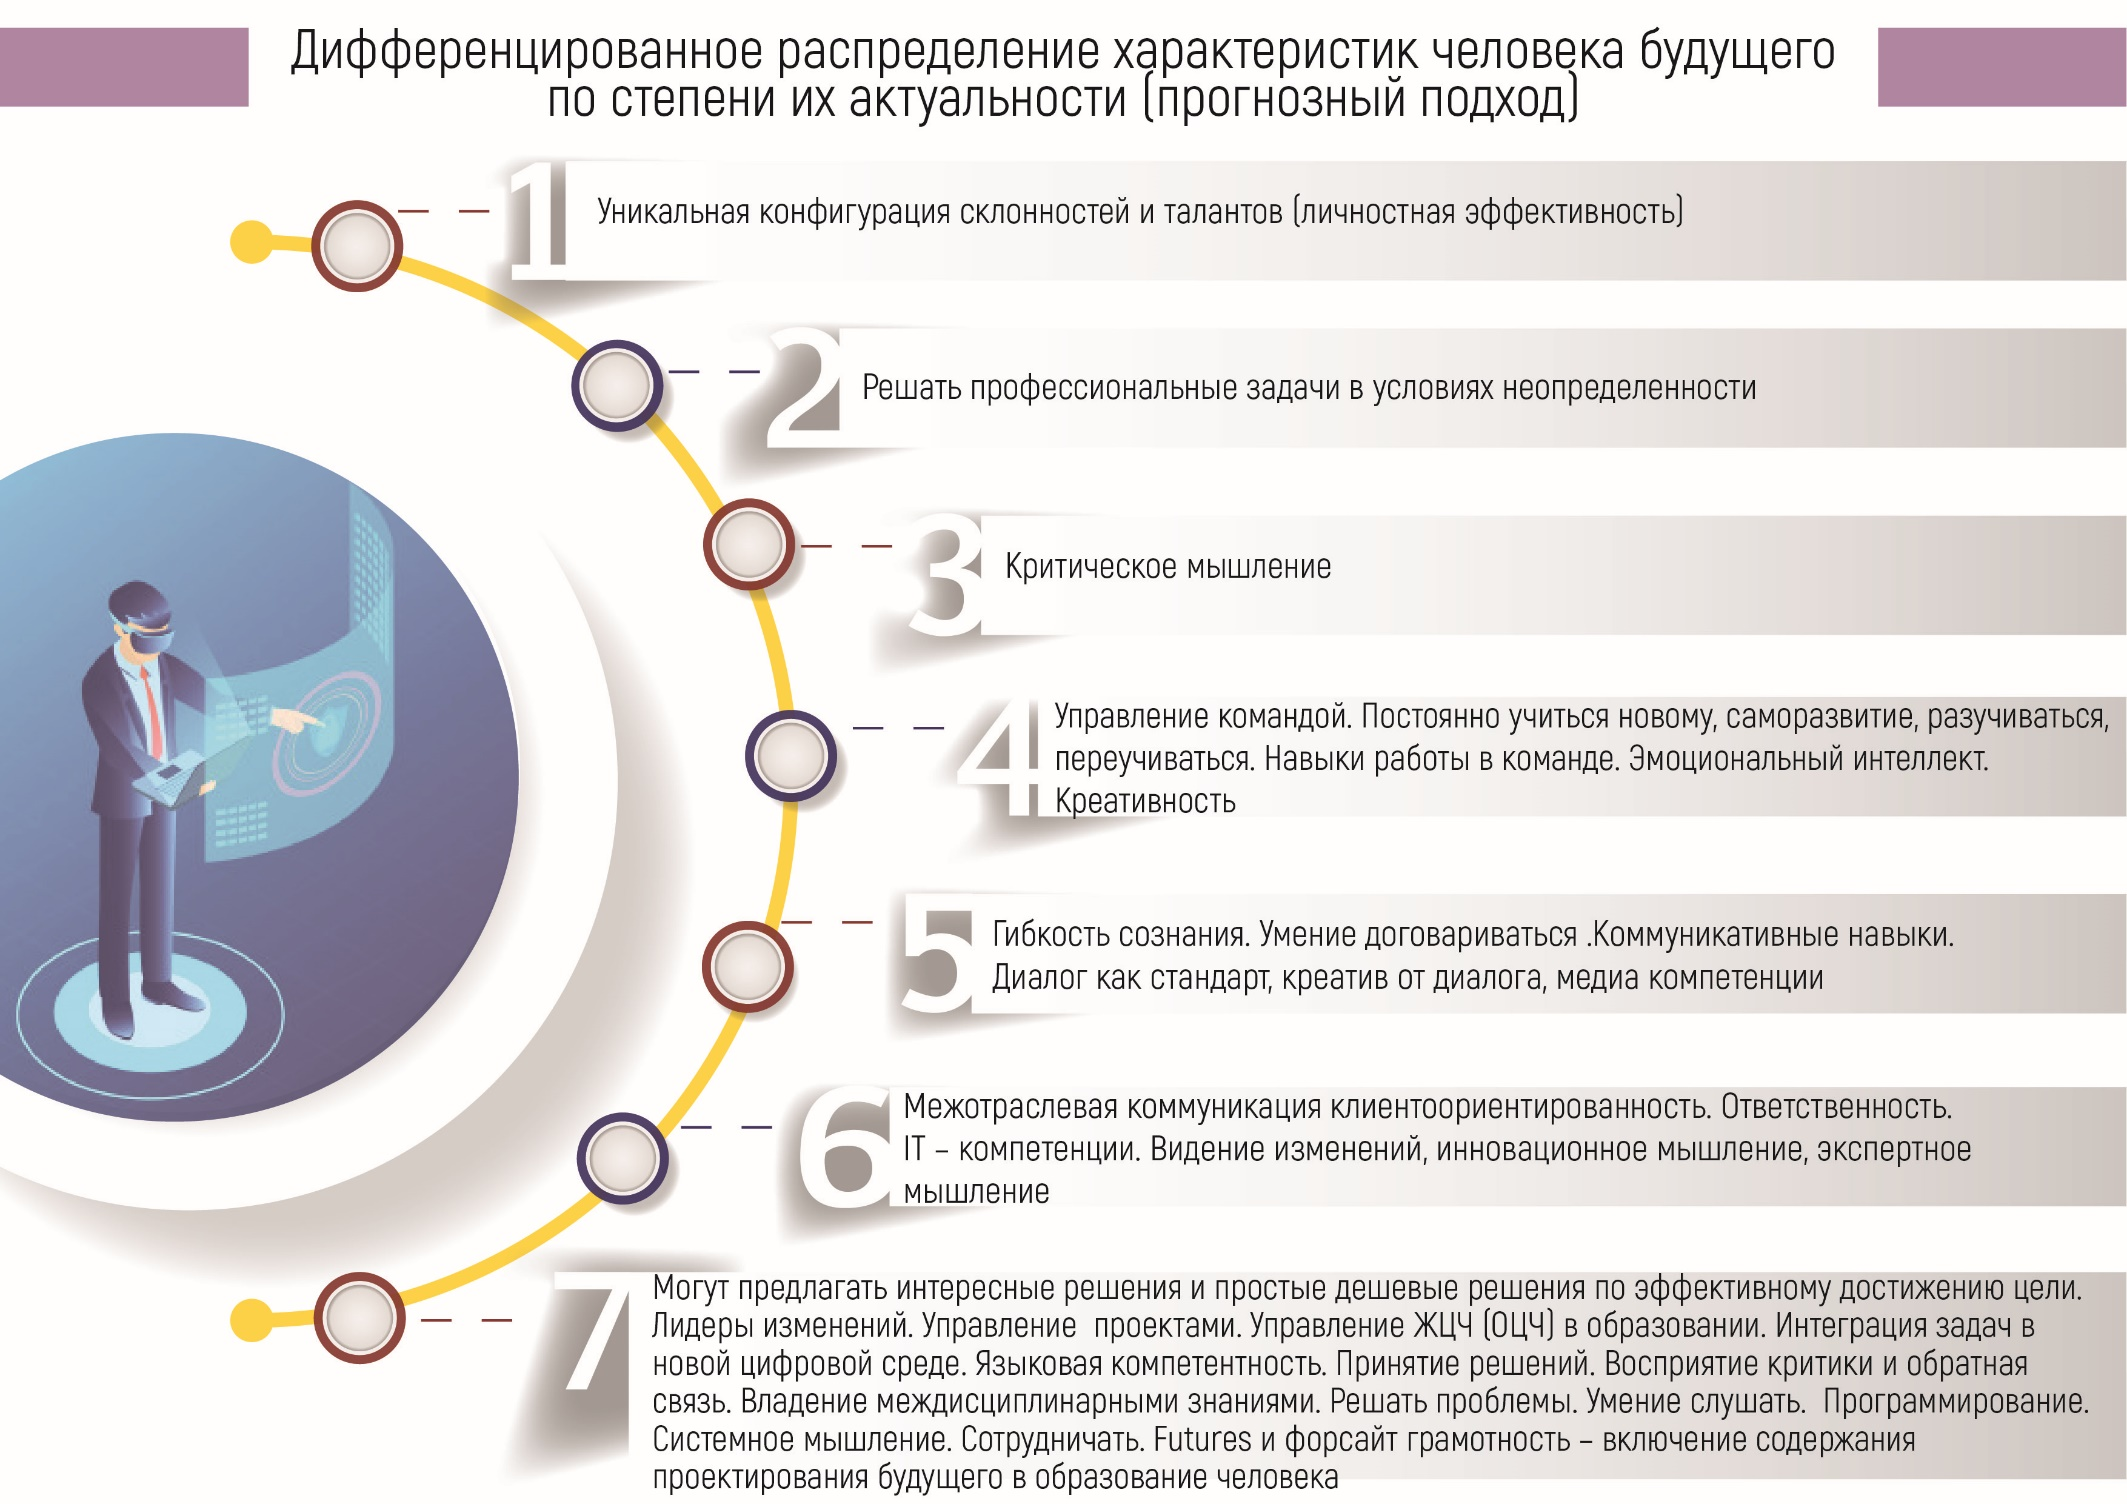 Дифференцированное распределение характеристик человека будущего
по степени их актуальности (прогнозный подход)
1
Уникальная конфигурация склонностей и талантов (личностная эффективность)
2
Решать профессиональные задачи в условиях неопределенности
3
Критическое мышление
4
Управление командой. Постоянно учиться новому, саморазвитие, разучиваться,
переучиваться. Навыки работы в команде. Эмоциональный интеллект.
Креативность
5
Гибкость сознания. Умение договариваться .Коммуникативные навыки.
Диалог как стандарт, креатив от диалога, медиа компетенции
6
Межотраслевая коммуникация клиентоориентированность. Ответственность.
IT – компетенции. Видение изменений, инновационное мышление, экспертное
мышление
7
Могут предлагать интересные решения и простые дешевые решения по эффективному достижению цели.
Лидеры изменений. Управление  проектами. Управление ЖЦЧ (ОЦЧ) в образовании. Интеграция задач в
новой цифровой среде. Языковая компетентность. Принятие решений. Восприятие критики и обратная
связь. Владение междисциплинарными знаниями. Решать проблемы. Умение слушать.  Программирование.
Системное мышление. Сотрудничать. Futures и форсайт грамотность – включение содержания
проектирования будущего в образование человека